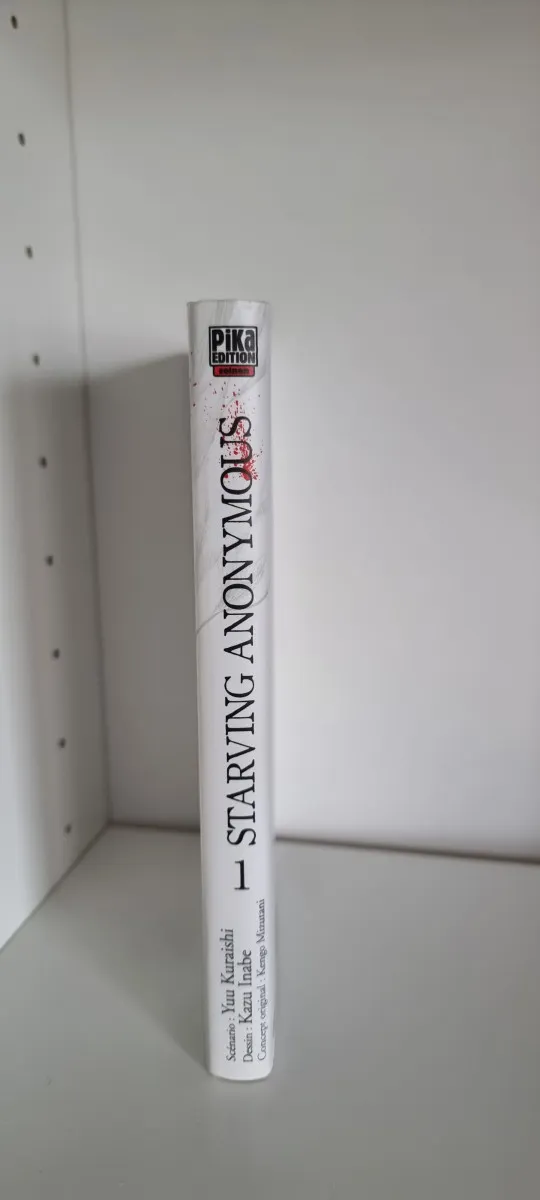 PiKa
EDITION
seinen
STARVING ANONYMOUS
1
Scénario : Yuu Kuraishi
Dessin : Kazu Inabe
Concept original : Kengo Mizutani